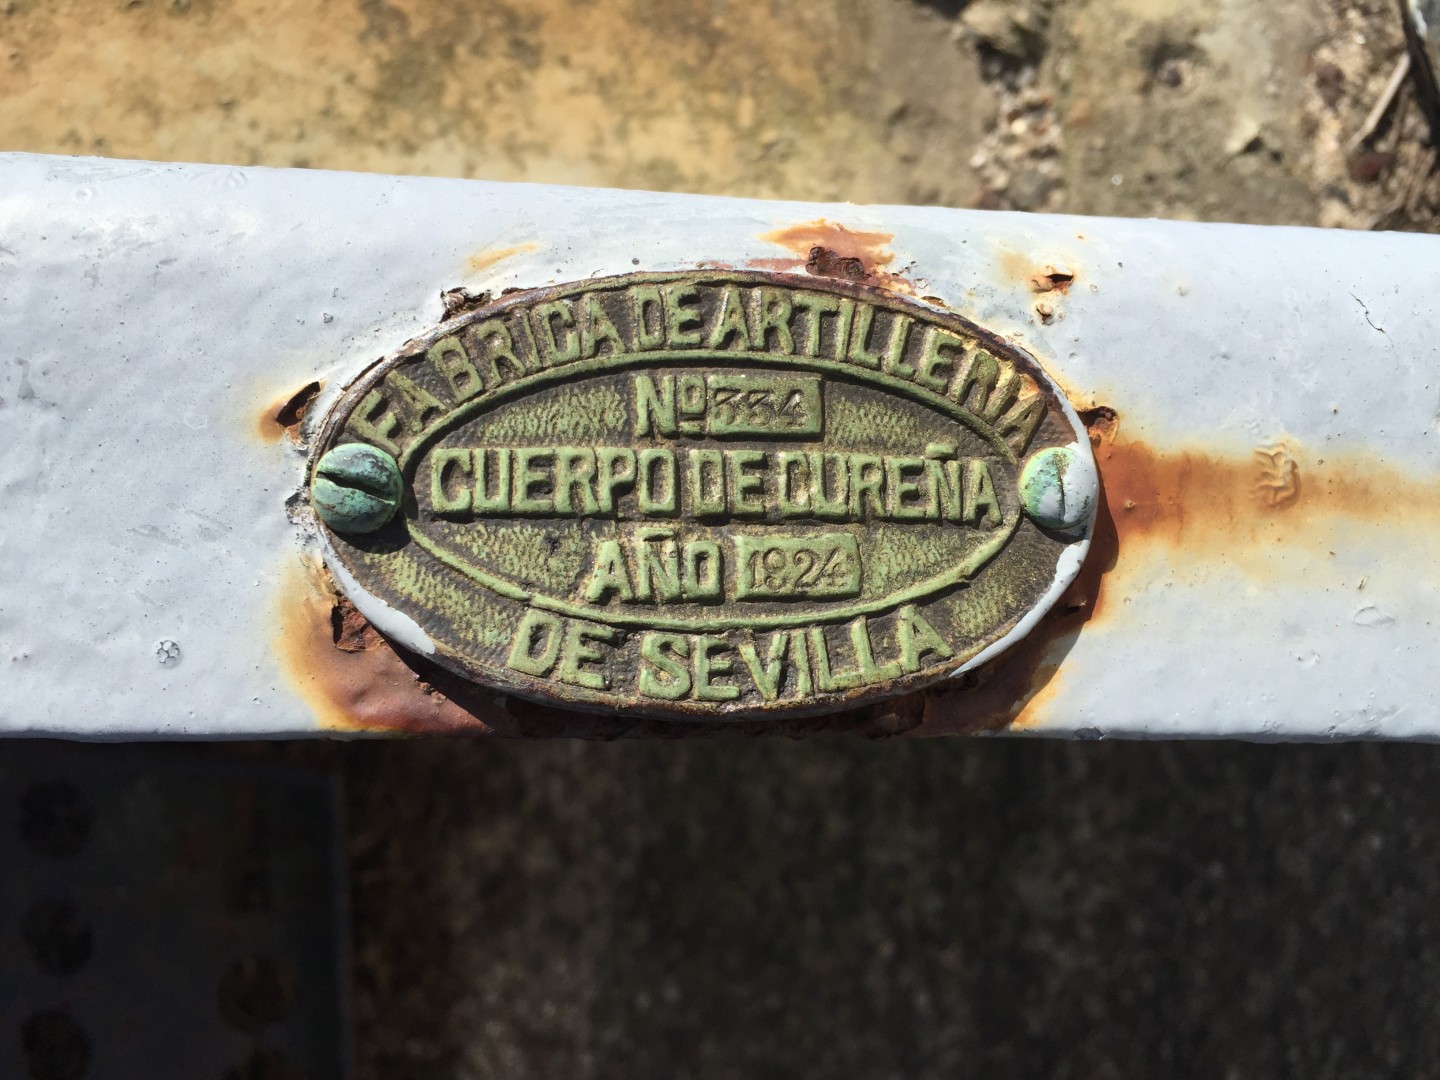 FABRICA DE ARTILLERIA
Nº 334
CUERPO DE CUREÑA
AÑO 1924
DE SEVILLA